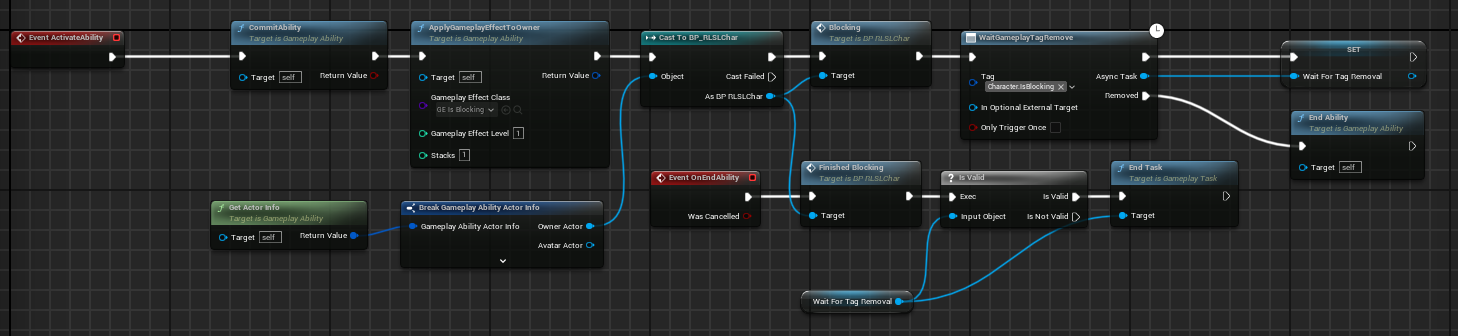 Event ActivateAbility
CommitAbility
Target is Gameplay Ability
Target self
Return Value
ApplyGameplayEffectToOwner
Target is Gameplay Ability
Target self
Return Value
Gameplay Effect Class
GE Is Blocking
Gameplay Effect Level 1
Stacks 1
Cast To BP_RLSLChar
Object
Cast Failed
As BP RLSLChar
Blocking
Target is BP RLSLChar
Target
WaitGameplayTagRemove
Tag
Character.IsBlocking
Async Task
Removed
In Optional External Target
Only Trigger Once
SET
Wait For Tag Removal
End Ability
Target is Gameplay Ability
Target self
Get Actor Info
Target is Gameplay Ability
Target self
Return Value
Break Gameplay Ability Actor Info
Gameplay Ability Actor Info
Owner Actor
Avatar Actor
Event OnEndAbility
Was Cancelled
Finished Blocking
Target is BP RLSLChar
Target
? Is Valid
Exec
Is Valid
Input Object
Is Not Valid
End Task
Target is Gameplay Task
Target
Wait For Tag Removal